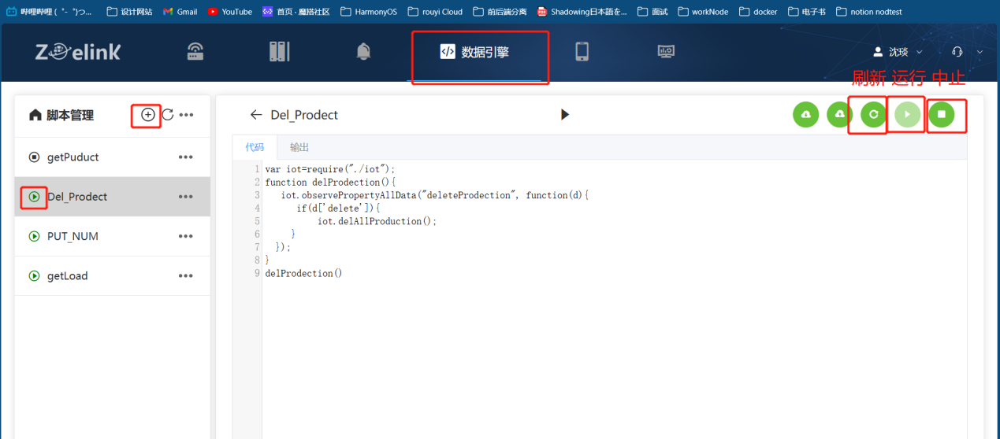 哔哩哔哩 ( ゜- ゜)つ... 设计网站 Gmail YouTube 首页 · 魔搭社区 HarmonyOS rouyi Cloud 前后端分离 Shadowing日本語を... 面试 workNode docker 电子书 notion nodtest
Zoelink 数据引擎 沈琰
刷新 运行 中止
脚本管理
Del_Prodect
代码 输出
getPuduct
Del_Prodect
PUT_NUM
getLoad
1 var iot=require("./iot");
2 function delProdection(){
3 iot.observePropertyAllData("deleteProdection", function(d){
4 if(d['delete']){
5 iot.delAllProduction();
6 }
7 });
8 }
9 delProdection()